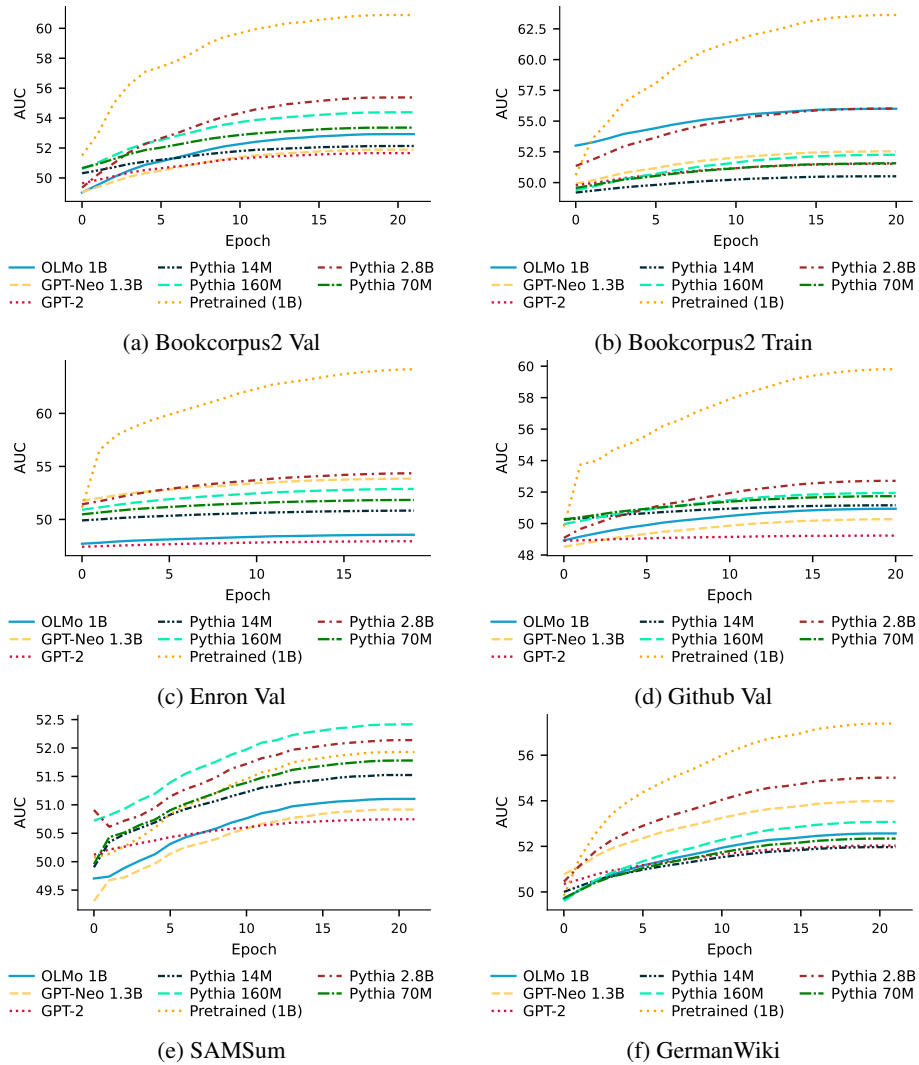 60
58
56
54
52
50
AUC
0 5 10 15 20
Epoch
OLMo 1B Pythia 14M Pythia 2.8B
GPT-Neo 1.3B Pythia 160M Pythia 70M
GPT-2 Pretrained (1B)
(a) Bookcorpus2 Val
62.5
60.0
57.5
55.0
52.5
50.0
AUC
0 5 10 15 20
Epoch
OLMo 1B Pythia 14M Pythia 2.8B
GPT-Neo 1.3B Pythia 160M Pythia 70M
GPT-2 Pretrained (1B)
(b) Bookcorpus2 Train
60
55
50
AUC
0 5 10 15
Epoch
OLMo 1B Pythia 14M Pythia 2.8B
GPT-Neo 1.3B Pythia 160M Pythia 70M
GPT-2 Pretrained (1B)
(c) Enron Val
60
58
56
54
52
50
48
AUC
0 5 10 15 20
Epoch
OLMo 1B Pythia 14M Pythia 2.8B
GPT-Neo 1.3B Pythia 160M Pythia 70M
GPT-2 Pretrained (1B)
(d) Github Val
52.5
52.0
51.5
51.0
50.5
50.0
49.5
AUC
0 5 10 15 20
Epoch
OLMo 1B Pythia 14M Pythia 2.8B
GPT-Neo 1.3B Pythia 160M Pythia 70M
GPT-2 Pretrained (1B)
(e) SAMSum
56
54
52
50
AUC
0 5 10 15 20
Epoch
OLMo 1B Pythia 14M Pythia 2.8B
GPT-Neo 1.3B Pythia 160M Pythia 70M
GPT-2 Pretrained (1B)
(f) GermanWiki